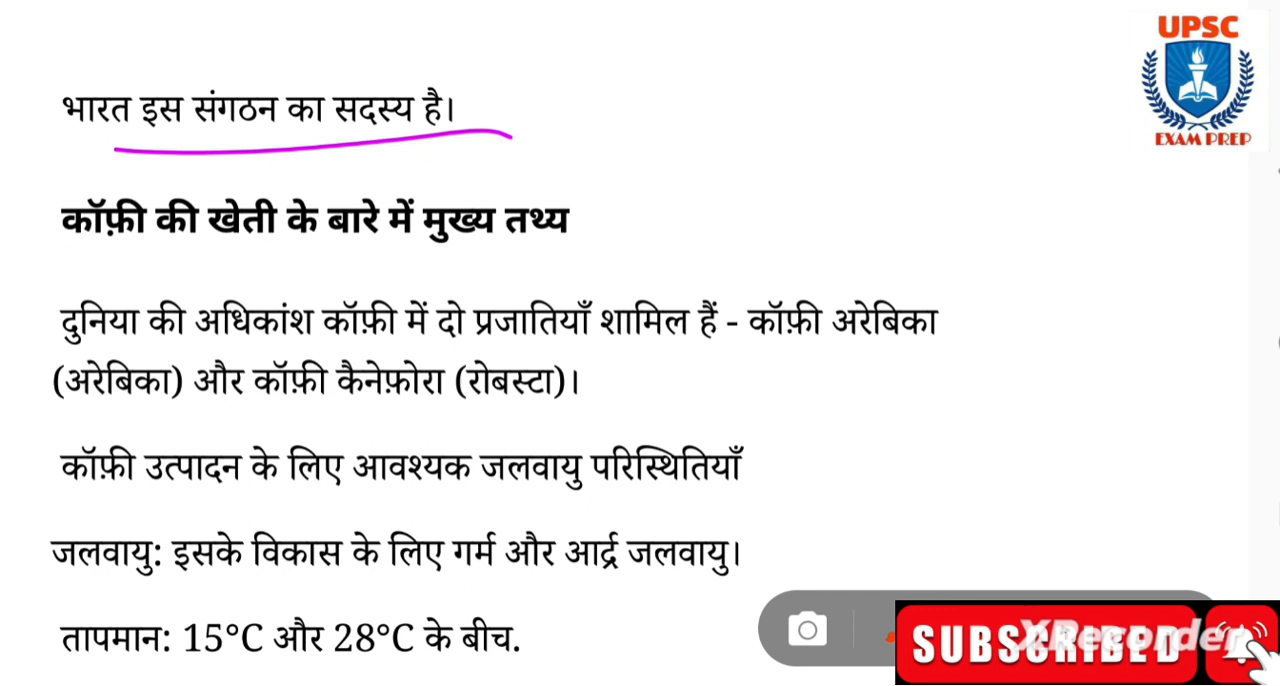 UPSC
EXAM PREP
भारत इस संगठन का सदस्य है।
कॉफ़ी की खेती के बारे में मुख्य तथ्य
दुनिया की अधिकांश कॉफ़ी में दो प्रजातियाँ शामिल हैं - कॉफ़ी अरेबिका
(अरेबिका) और कॉफ़ी कैनेफ़ोरा (रोबस्टा)।
कॉफ़ी उत्पादन के लिए आवश्यक जलवायु परिस्थितियाँ
जलवायु: इसके विकास के लिए गर्म और आर्द्र जलवायु।
तापमान: 15°C और 28°C के बीच.
SUBSCRIBED
XRecorder